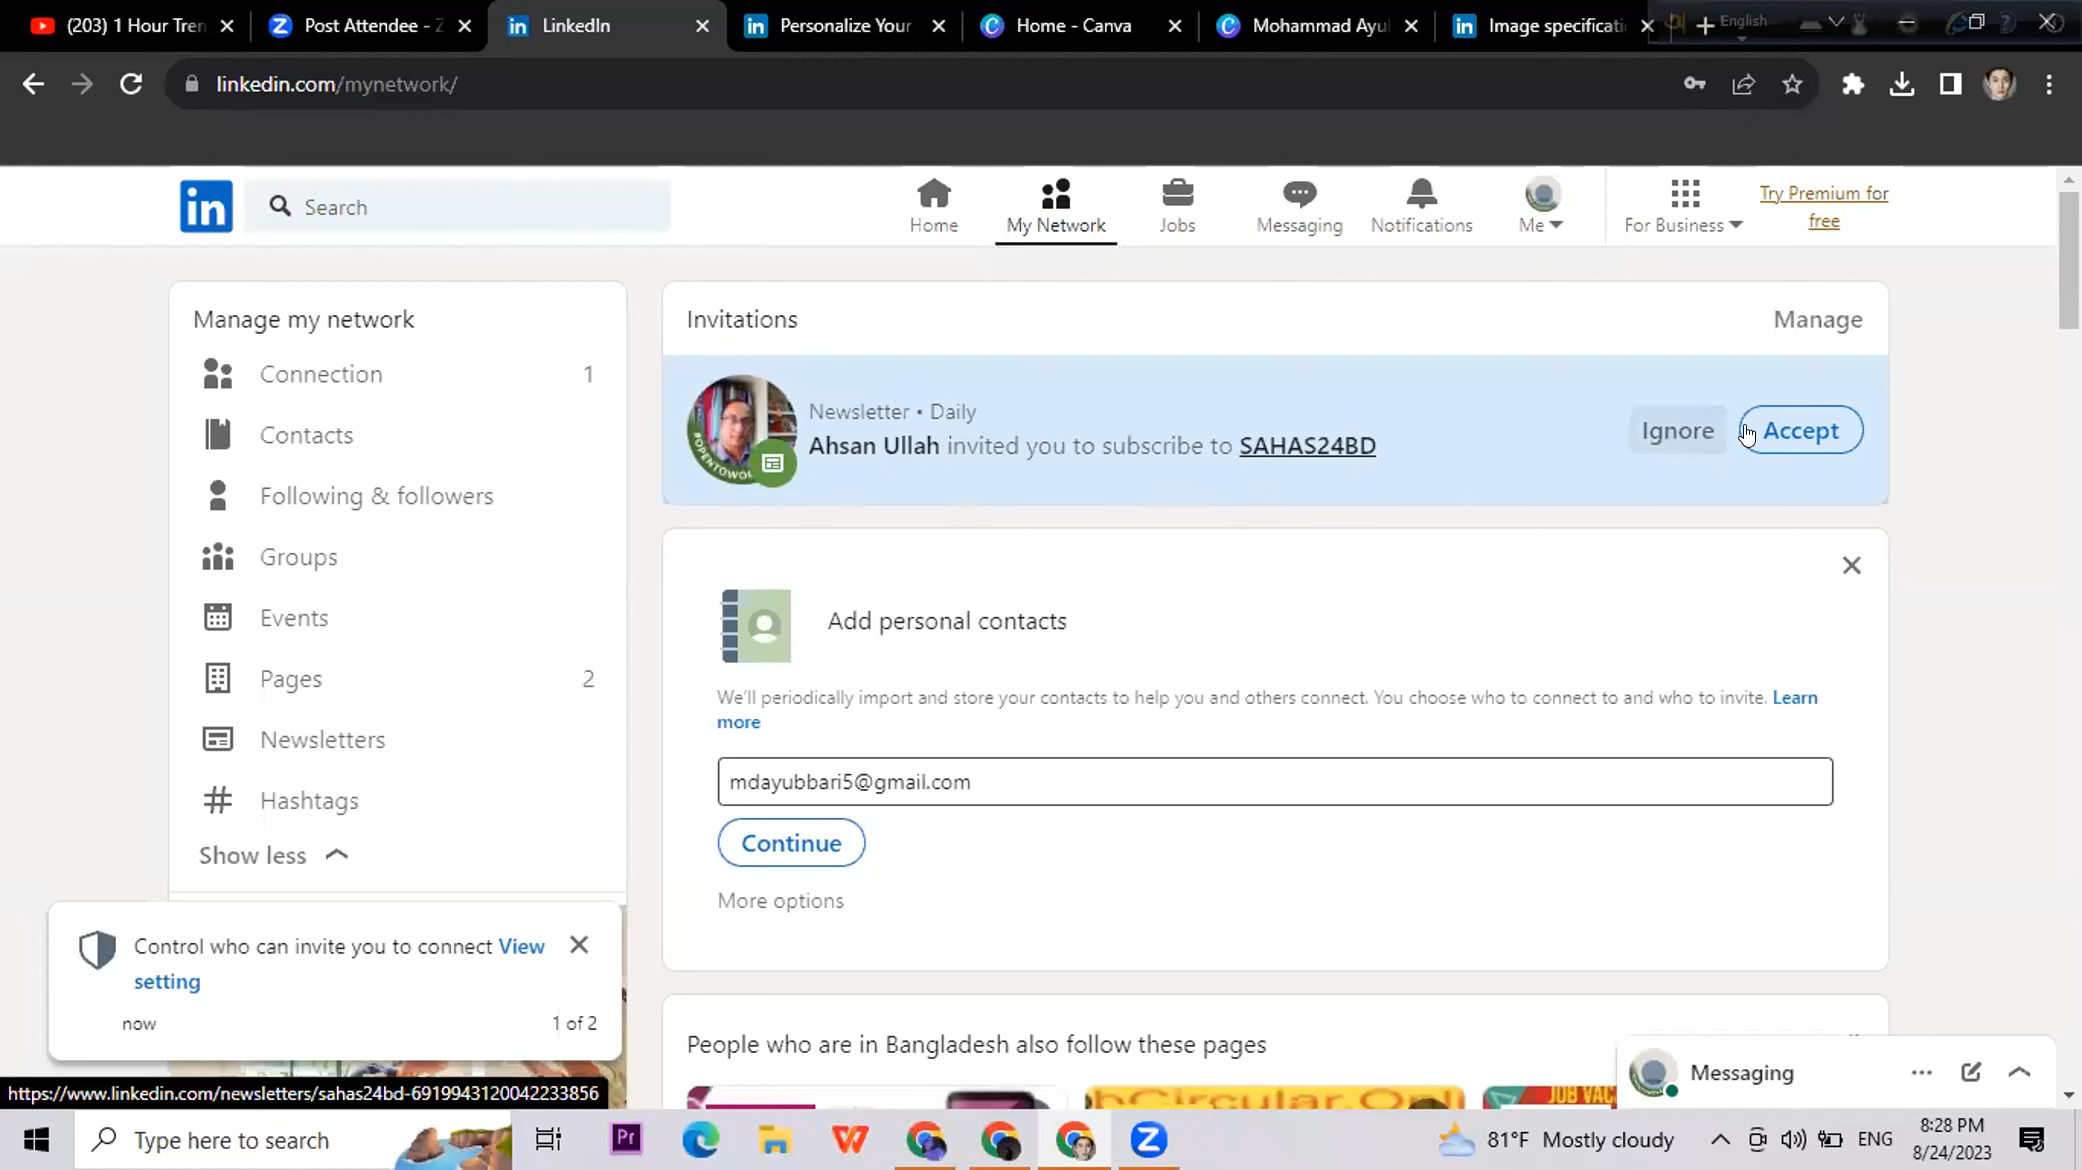 (203) 1 Hour Tren
Post Attendee - Z
LinkedIn
Personalize Your
Home - Canva
Mohammad Ayu
Image specificati
English
linkedin.com/mynetwork/
in
Search
Home
My Network
Jobs
Messaging
Notifications
Me
For Business
Try Premium for
free
Manage my network
Connection 1
Contacts
Following & followers
Groups
Events
Pages 2
Newsletters
Hashtags
Show less
Invitations
Manage
#OPENTOWO
Newsletter • Daily
Ahsan Ullah invited you to subscribe to SAHAS24BD
Ignore
Accept
Add personal contacts
We'll periodically import and store your contacts to help you and others connect. You choose who to connect to and who to invite. Learn
more
mdayubbari5@gmail.com
Continue
More options
Control who can invite you to connect View
setting
now
1 of 2
People who are in Bangladesh also follow these pages
bCircular.Onl
JOB VAC
Messaging
https://www.linkedin.com/newsletters/sahas24bd-6919943120042233856
Type here to search
Pr
81°F Mostly cloudy
ENG
8:28 PM
8/24/2023